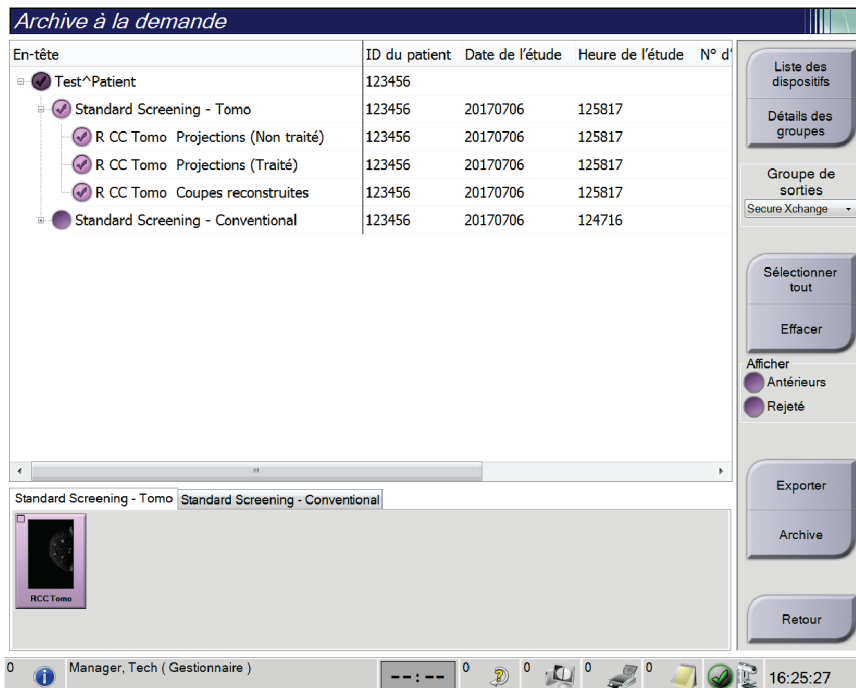 Archive à la demande
En-tête ID du patient Date de l'étude Heure de l'étude N° d'
Test^Patient 123456
Standard Screening - Tomo 123456 20170706 125817
R CC Tomo Projections (Non traité) 123456 20170706 125817
R CC Tomo Projections (Traité) 123456 20170706 125817
R CC Tomo Coupes reconstruites 123456 20170706 125817
Standard Screening - Conventional 123456 20170706 124716
Standard Screening - Tomo Standard Screening - Conventional
RCC Tomo
Liste des
dispositifs
Détails des
groupes
Groupe de
sorties
Secure Xchange
Sélectionner
tout
Effacer
Afficher
Antérieurs
Rejeté
Exporter
Archive
Retour
0 Manager, Tech ( Gestionnaire ) --:-- 0 0 0 0 16:25:27